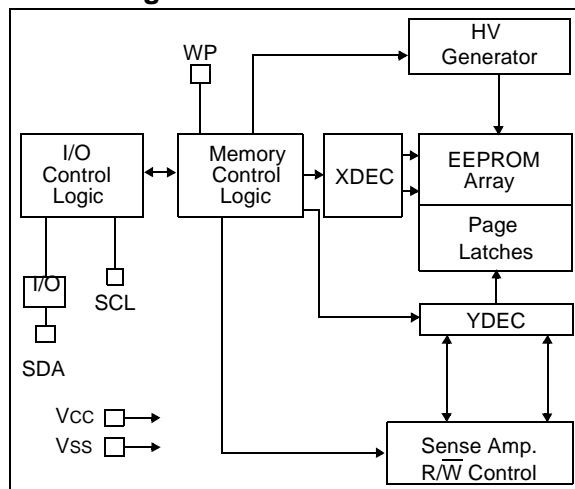 HV
Generator
WP
I/O
Control
Logic
Memory
Control
Logic
XDEC
EEPROM
Array
Page
Latches
I/O
SCL
SDA
YDEC
VCC
VSS
Sense Amp.
R/W̅ Control